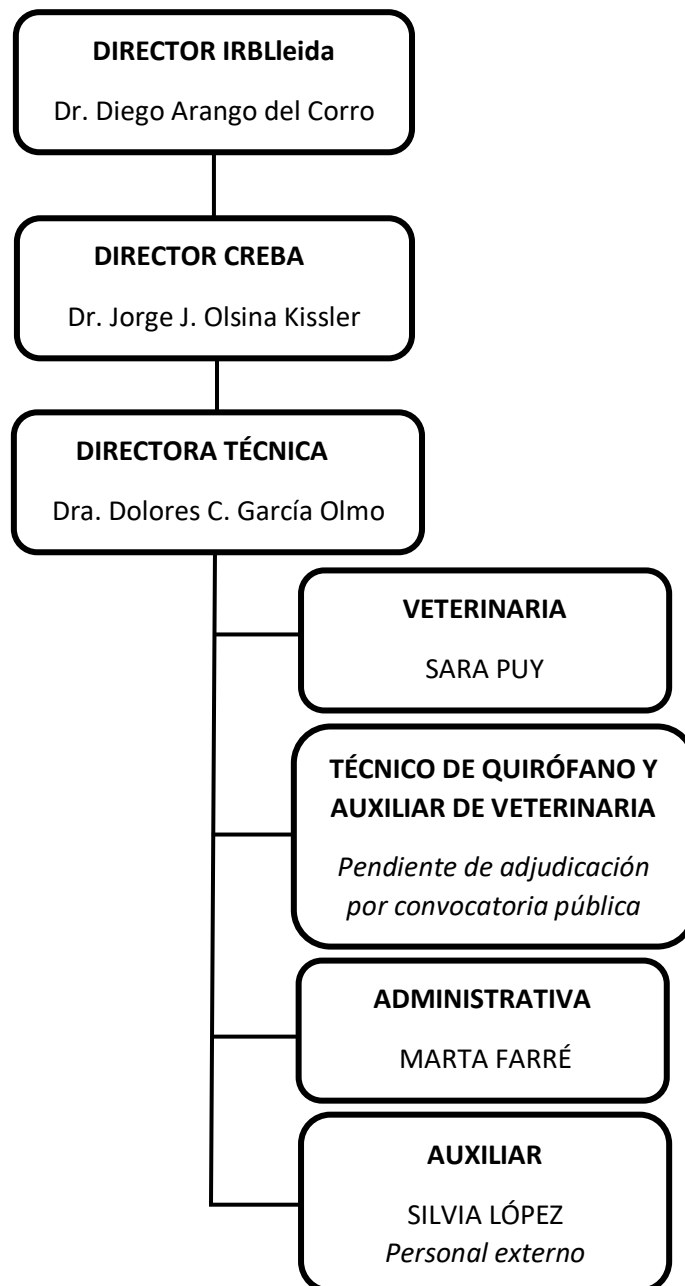 DIRECTOR IRBLleida
Dr. Diego Arango del Corro
DIRECTOR CREBA
Dr. Jorge J. Olsina Kissler
DIRECTORA TÉCNICA
Dra. Dolores C. García Olmo
VETERINARIA
SARA PUY
TÉCNICO DE QUIRÓFANO Y
AUXILIAR DE VETERINARIA
Pendiente de adjudicación
por convocatoria pública
ADMINISTRATIVA
MARTA FARRÉ
AUXILIAR
SILVIA LÓPEZ
Personal externo